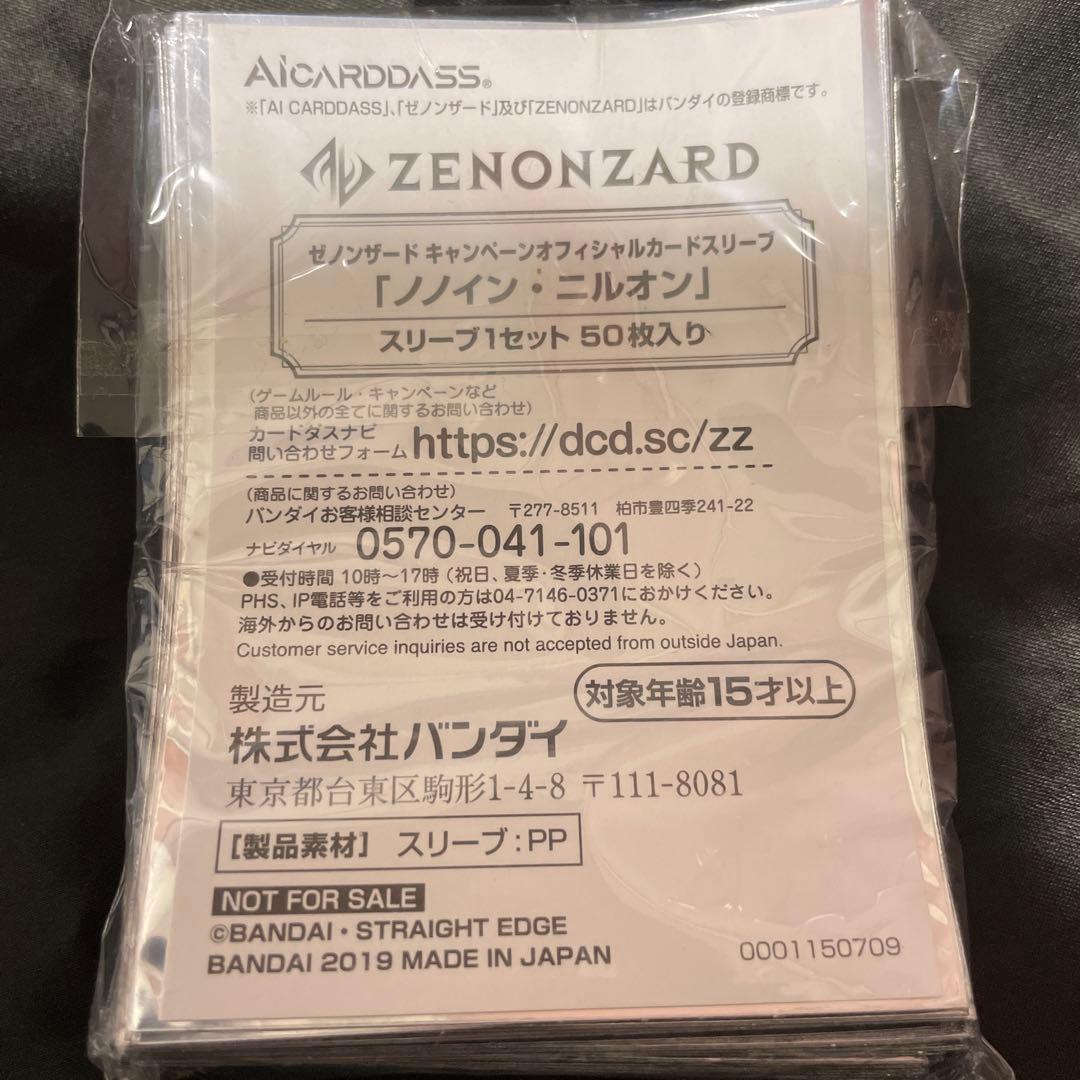 AiCARDDASS®
※「AI CARDDASS」、「ゼノンザード」及び「ZENONZARD」はバンダイの登録商標です。
ZENONZARD
ゼノンザード キャンペーンオフィシャルカードスリーブ
「ノノイン・ニルオン」
スリーブ1セット 50枚入り
(ゲームルール・キャンペーンなど
商品以外の全てに関するお問い合わせ)
カードダスナビ
問い合わせフォーム https://dcd.sc/zz
(商品に関するお問い合わせ)
バンダイお客様相談センター 〒277-8511 柏市豊四季241-22
ナビダイヤル 0570-041-101
●受付時間 10時～17時 (祝日、夏季・冬季休業日を除く)
PHS、IP電話等をご利用の方は04-7146-0371におかけください。
海外からのお問い合わせは受け付けておりません。
Customer service inquiries are not accepted from outside Japan.
対象年齢15才以上
製造元
株式会社バンダイ
東京都台東区駒形1-4-8 〒111-8081
【製品素材】 スリーブ：PP
NOT FOR SALE
©BANDAI・STRAIGHT EDGE
BANDAI 2019 MADE IN JAPAN
0001150709